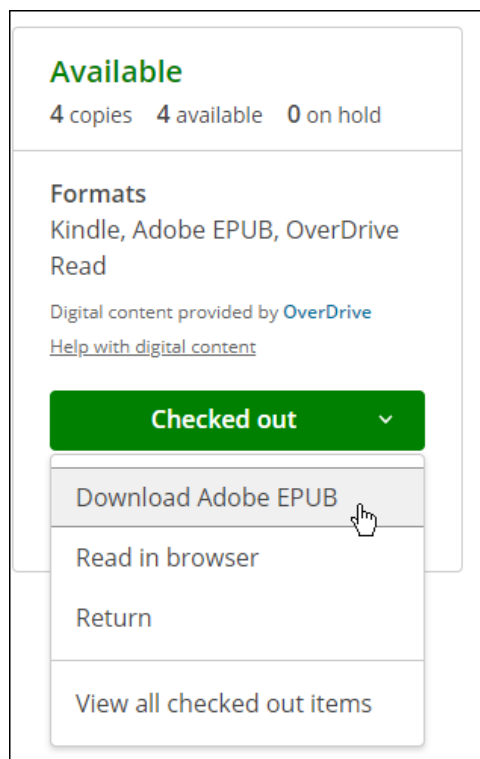 Available
4 copies 4 available 0 on hold
Formats
Kindle, Adobe EPUB, OverDrive
Read
Digital content provided by OverDrive
Help with digital content
Checked out
Download Adobe EPUB
Read in browser
Return
View all checked out items